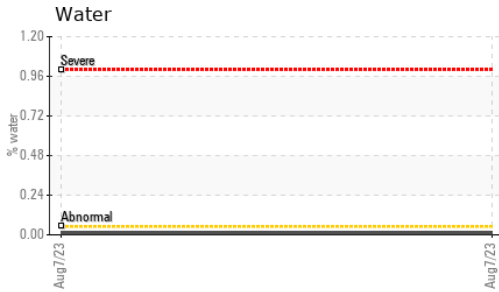 Water
1.20
Severe
0.96
0.72
% water
0.48
0.24
Abnormal
0.00
Aug7/23
Aug7/23